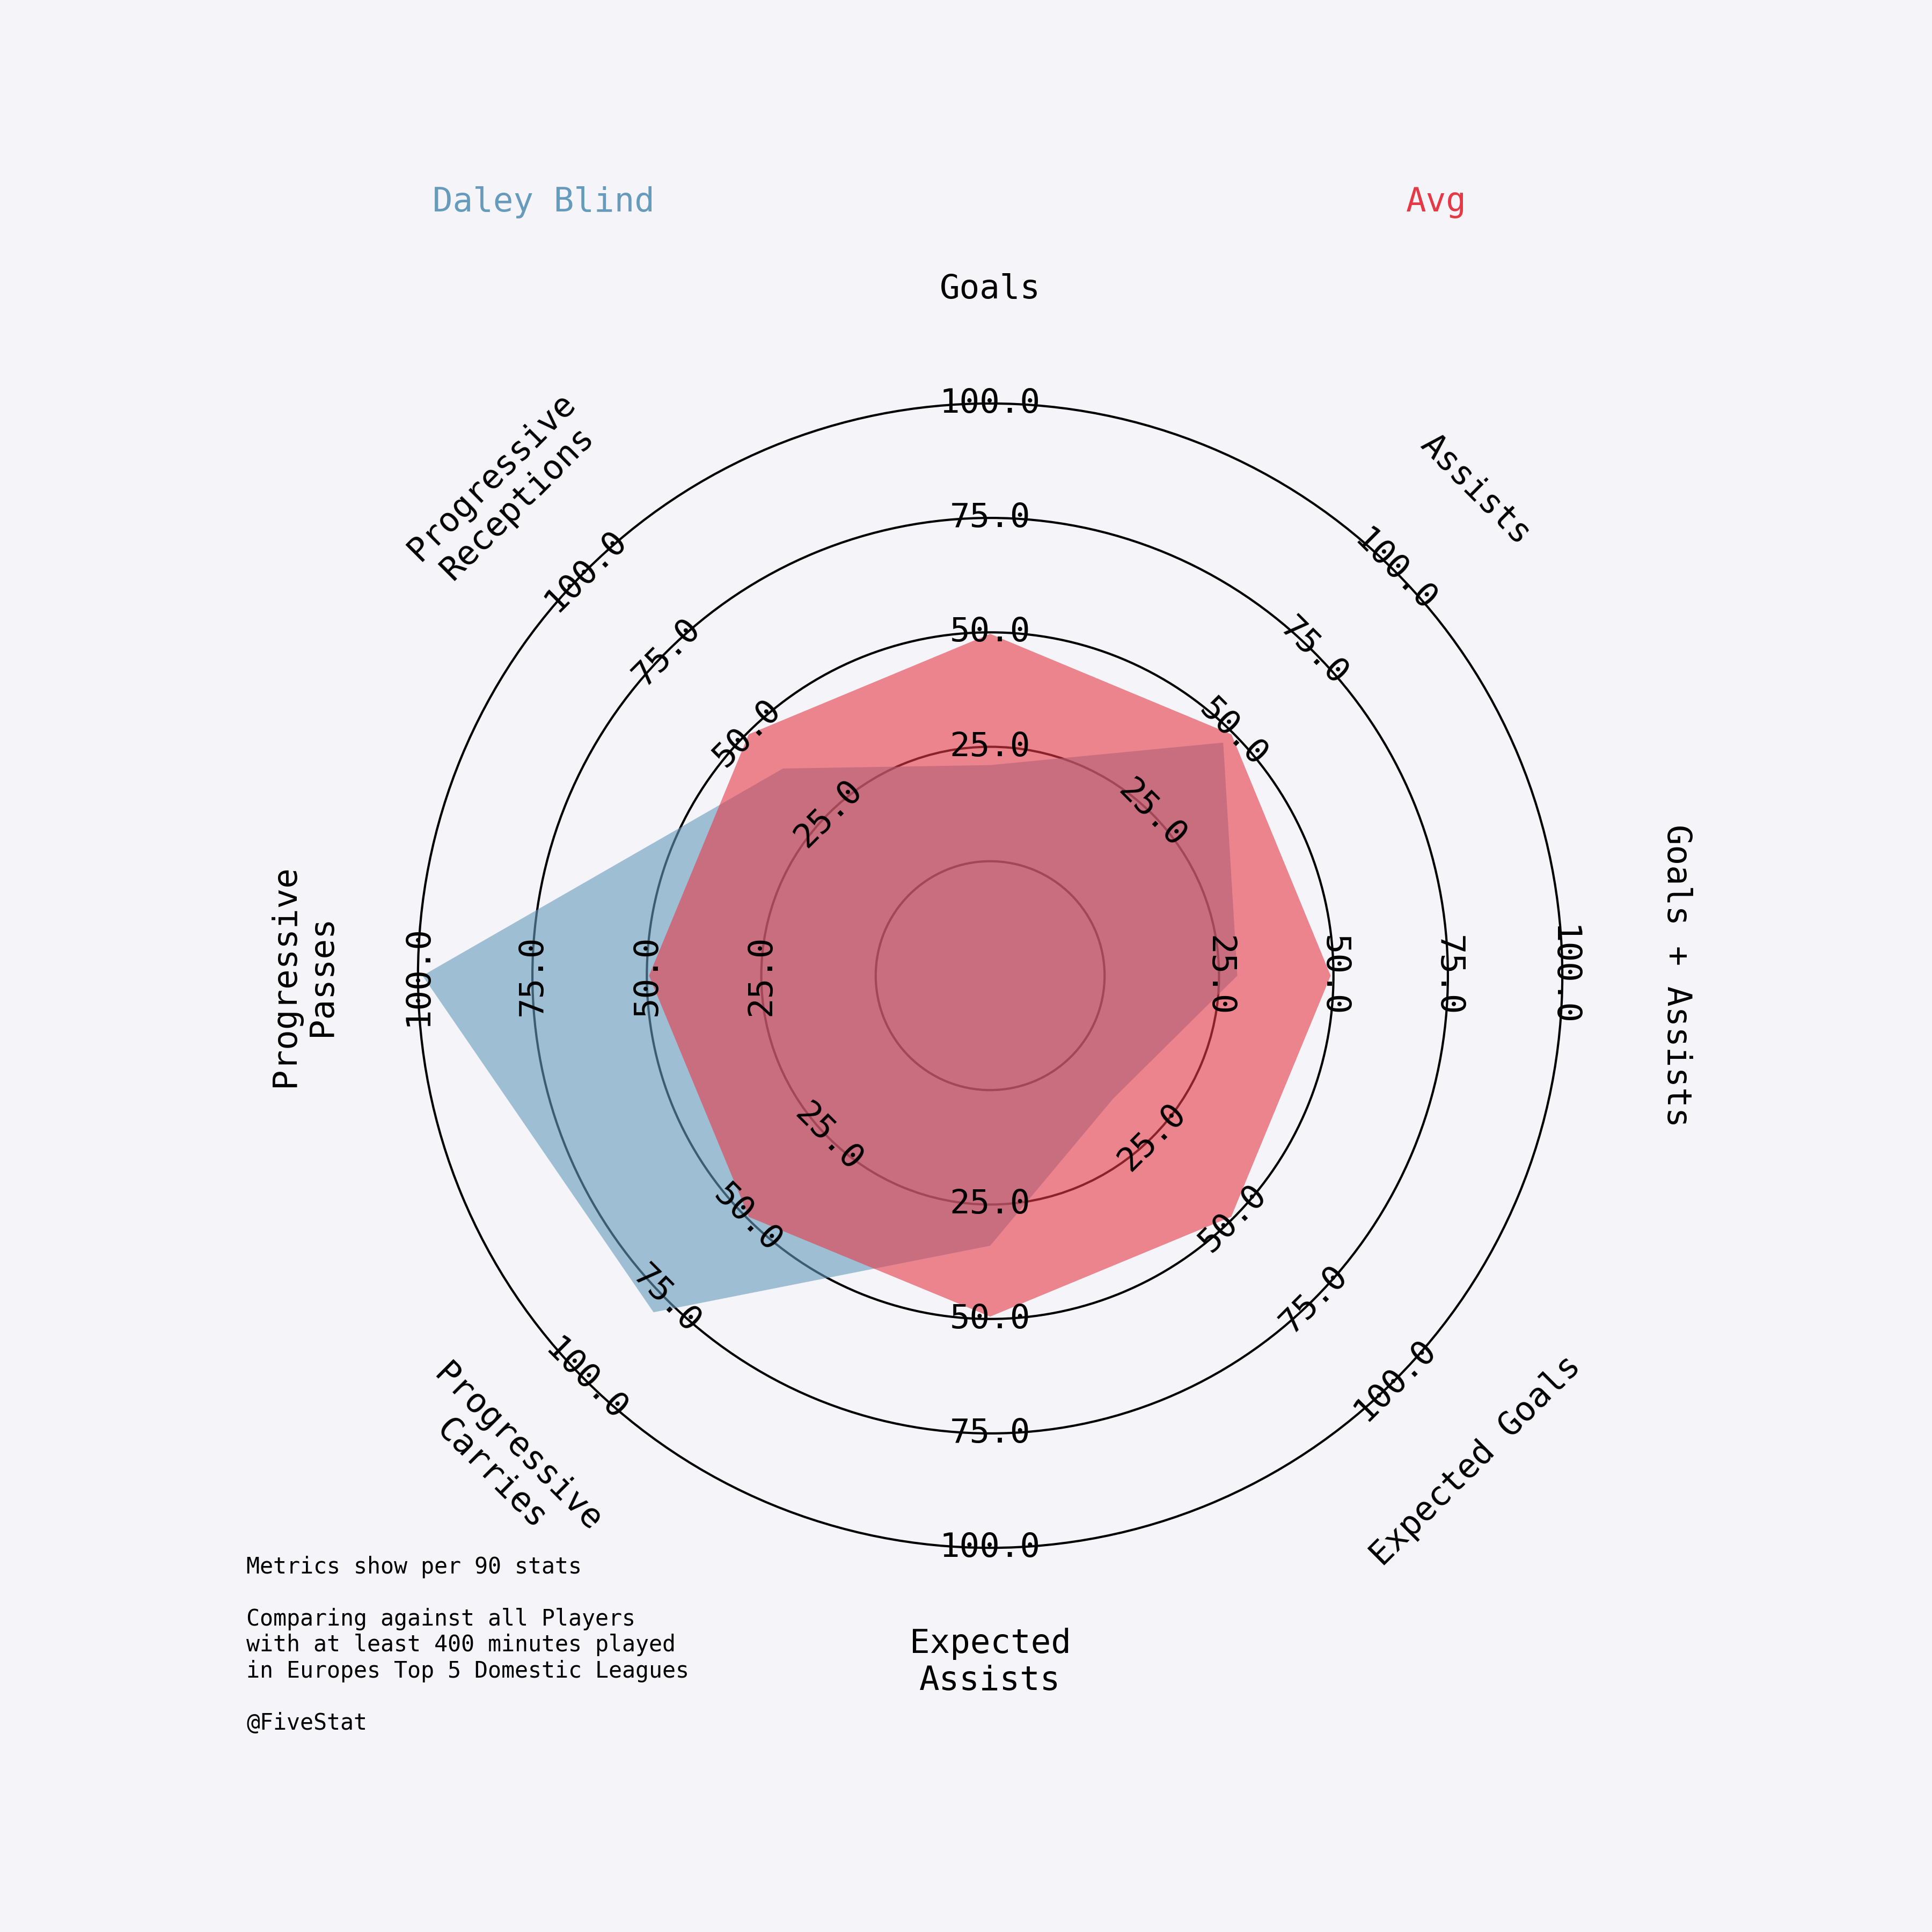 Daley Blind
Avg
Goals
Assists
Goals + Assists
Expected Goals
Expected
Assists
Progressive
Carries
Progressive
Passes
Progressive
Receptions
25.0
50.0
75.0
100.0
25.0
50.0
75.0
100.0
25.0
50.0
75.0
100.0
25.0
50.0
75.0
100.0
25.0
50.0
75.0
100.0
25.0
50.0
75.0
100.0
25.0
50.0
75.0
100.0
25.0
50.0
75.0
100.0
Metrics show per 90 stats
Comparing against all Players
with at least 400 minutes played
in Europes Top 5 Domestic Leagues
@FiveStat